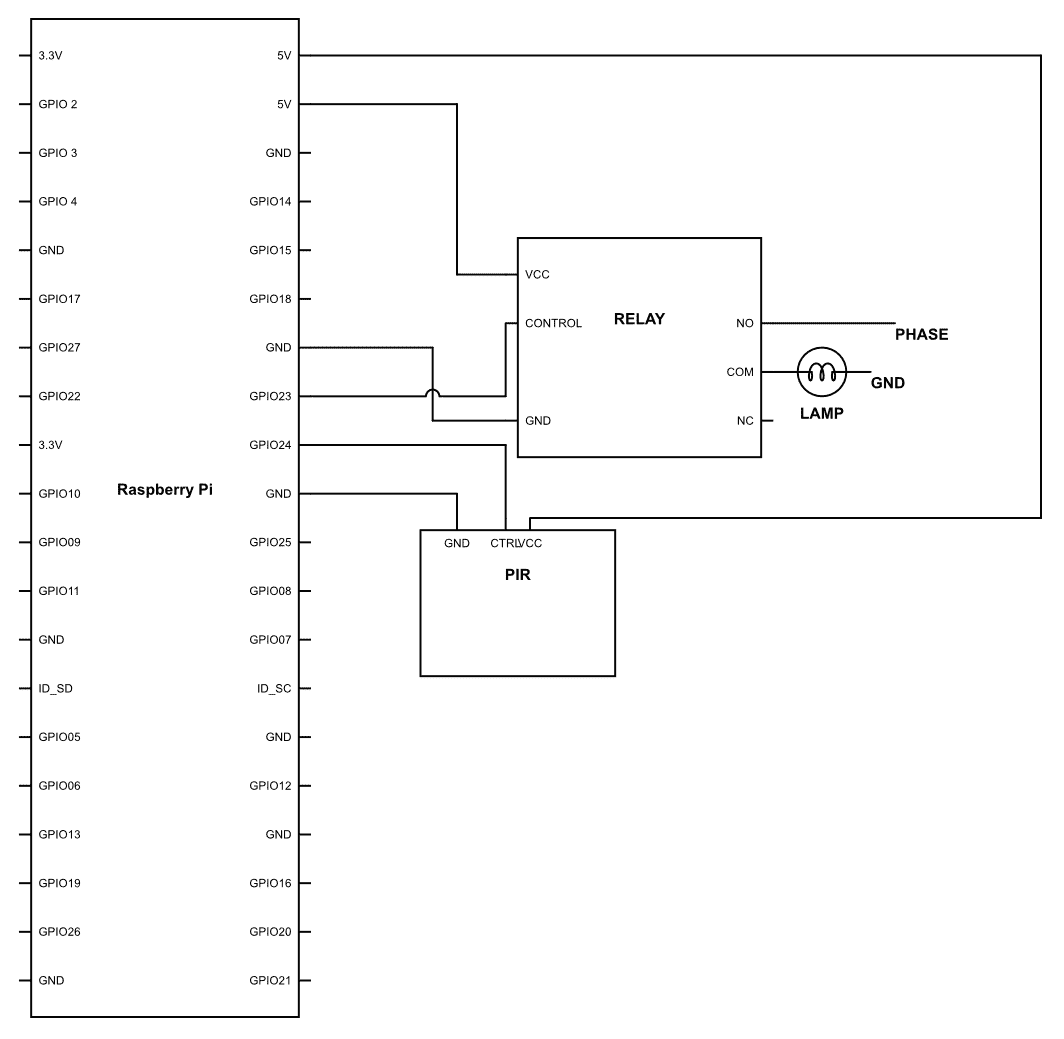 3.3V
GPIO 2
GPIO 3
GPIO 4
GND
GPIO17
GPIO27
GPIO22
3.3V
GPIO10
GPIO09
GPIO11
GND
ID_SD
GPIO05
GPIO06
GPIO13
GPIO19
GPIO26
GND
Raspberry Pi
5V
5V
GND
GPIO14
GPIO15
GPIO18
GND
GPIO23
GPIO24
GND
GPIO25
GPIO08
GPIO07
ID_SC
GND
GPIO12
GND
GPIO16
GPIO20
GPIO21
VCC
CONTROL
GND
RELAY
NO
COM
NC
PHASE
GND
LAMP
GND
CTRL
VCC
PIR